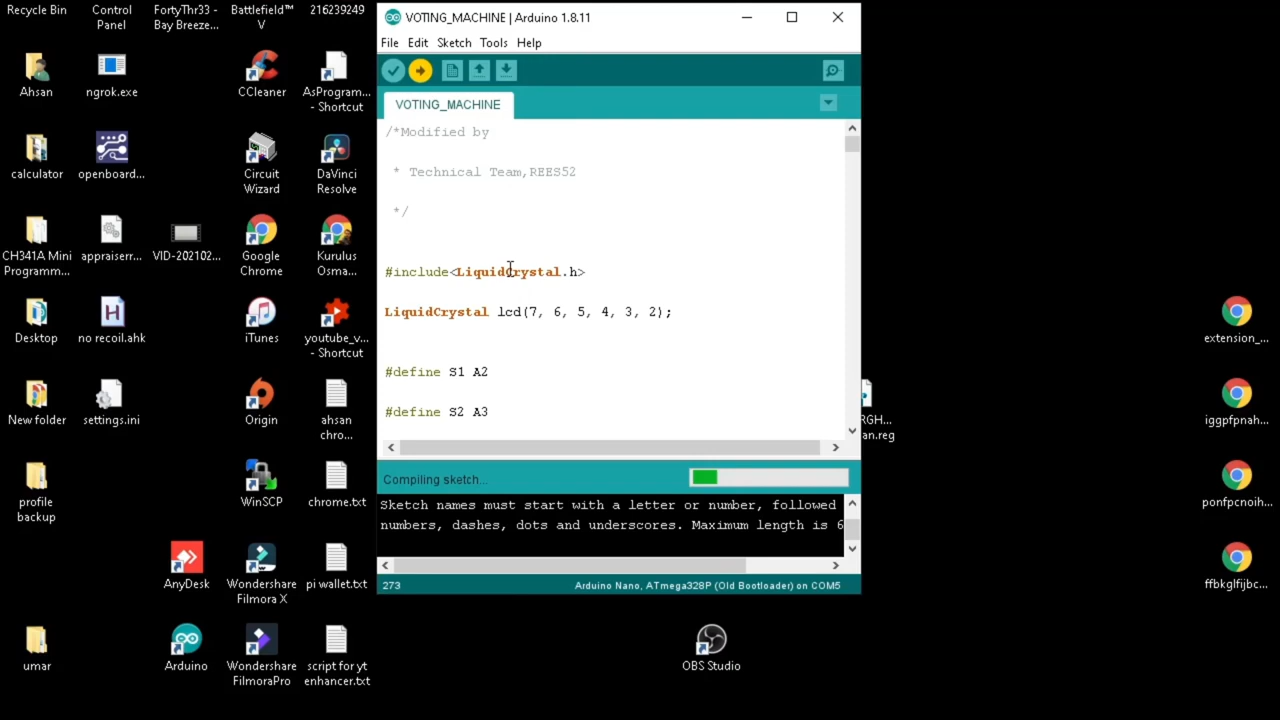 Recycle Bin
Control
Panel
FortyThr33 -
Bay Breeze...
Battlefield™
V
216239249
Ahsan
ngrok.exe
CCleaner
AsProgram...
- Shortcut
calculator
openboard...
Circuit
Wizard
DaVinci
Resolve
CH341A Mini
Programm...
appraiserr...
VID-202102...
Google
Chrome
Kurulus
Osma...
Desktop
no recoil.ahk
iTunes
youtube_v...
- Shortcut
New folder
settings.ini
Origin
ahsan
chro...
profile
backup
WinSCP
chrome.txt
AnyDesk
Wondershare
Filmora X
pi wallet.txt
umar
Arduino
Wondershare
FilmoraPro
script for yt
enhancer.txt
VOTING_MACHINE | Arduino 1.8.11
File Edit Sketch Tools Help
VOTING_MACHINE
/*Modified by
* Technical Team,REES52
*/
#include<LiquidCrystal.h>
LiquidCrystal lcd(7, 6, 5, 4, 3, 2);
#define S1 A2
#define S2 A3
Compiling sketch...
Sketch names must start with a letter or number, followed
numbers, dashes, dots and underscores. Maximum length is 6
273
Arduino Nano, ATmega328P (Old Bootloader) on COM5
RGH...
an.reg
OBS Studio
extension_...
iggpfpnah...
ponfpcnoih...
ffbkglfijbc...